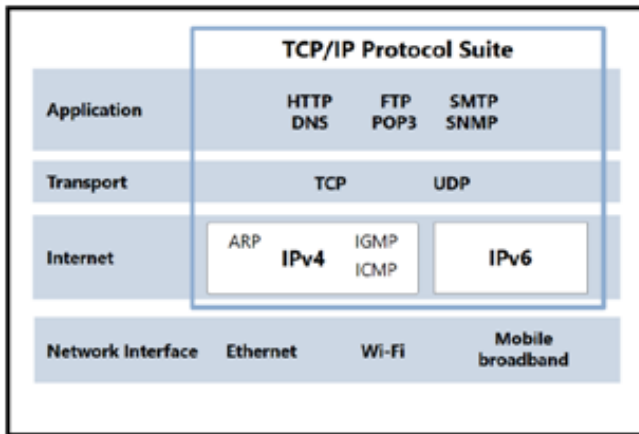 TCP/IP Protocol Suite
Application
HTTP FTP SMTP
DNS POP3 SNMP
Transport TCP UDP
Internet
ARP IPv4 IGMP
ICMP
IPv6
Network Interface Ethernet Wi-Fi Mobile
broadband